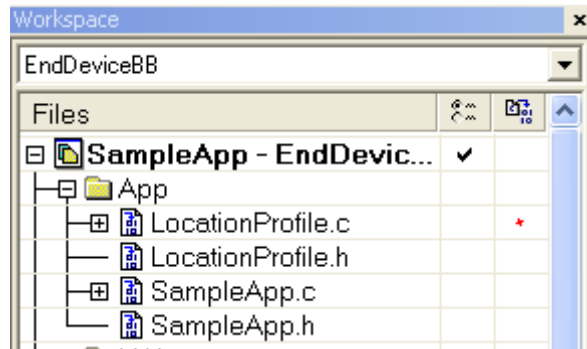 Workspace
EndDeviceBB
Files
SampleApp - EndDevic...
App
LocationProfile.c
LocationProfile.h
SampleApp.c
SampleApp.h